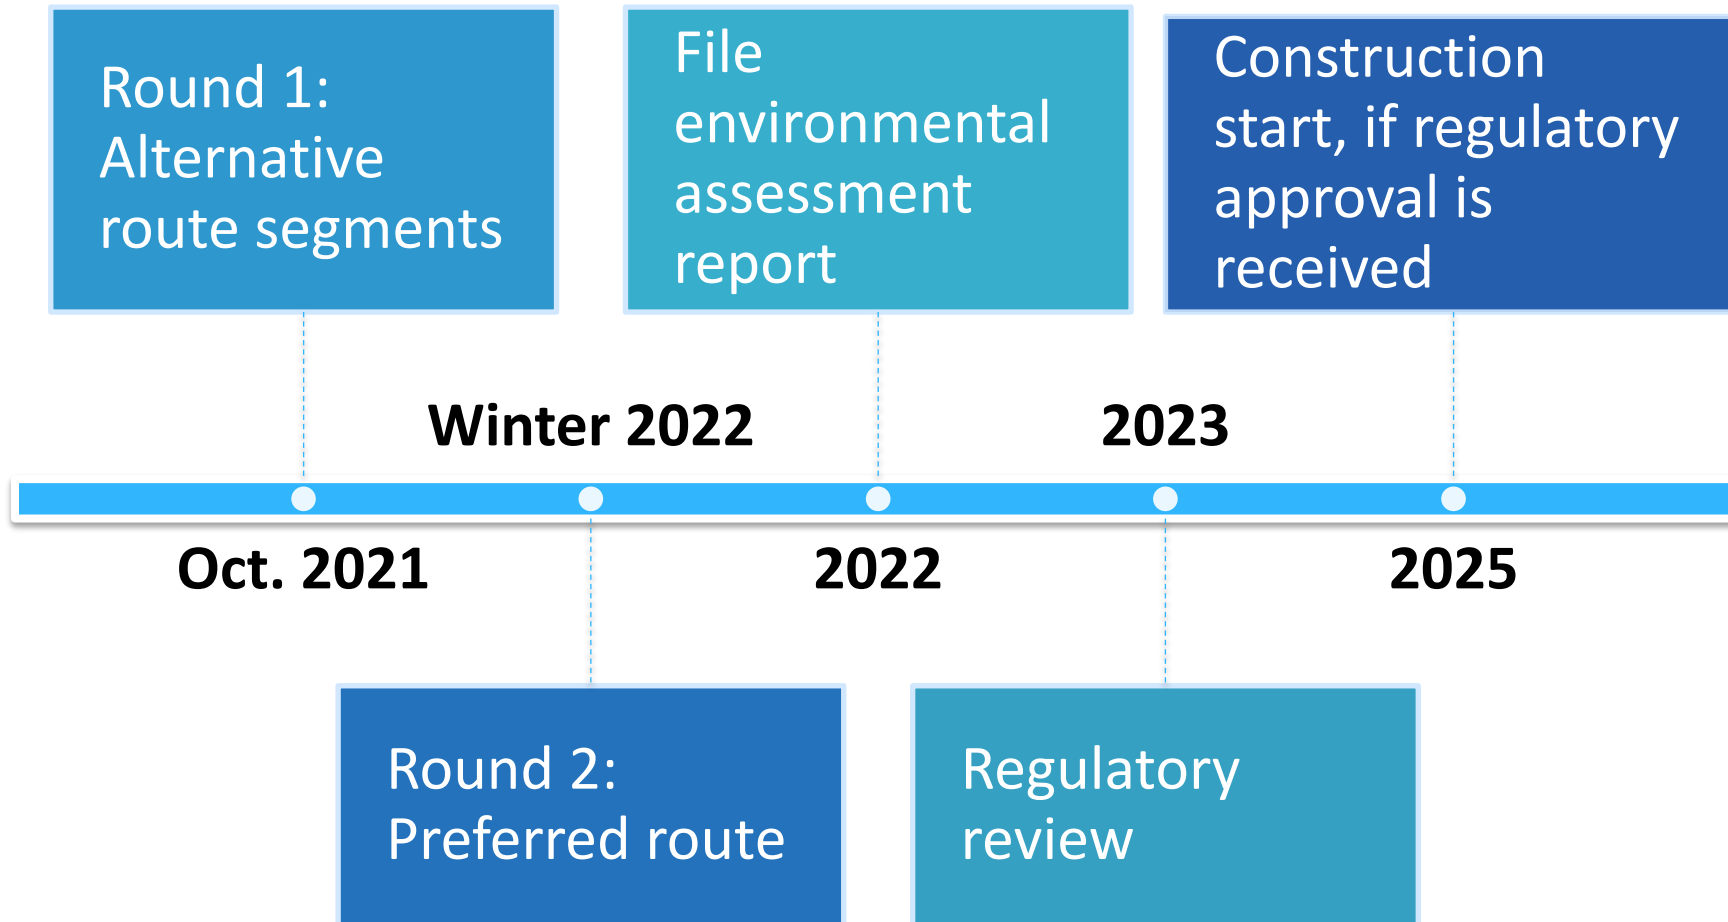 Round 1:
Alternative
route segments
File
environmental
assessment
report
Construction
start, if regulatory
approval is
received
Winter 2022
2023
Oct. 2021
2022
2025
Round 2:
Preferred route
Regulatory
review